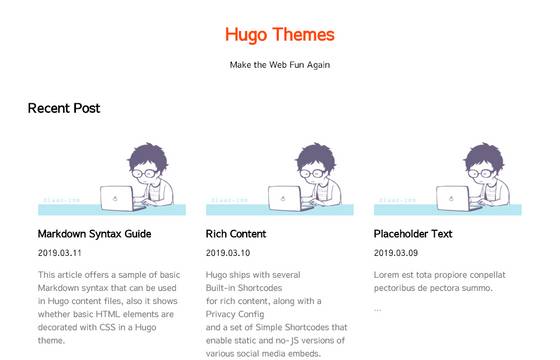 Hugo Themes
Make the Web Fun Again
Recent Post
Markdown Syntax Guide
2019.03.11
This article offers a sample of basic
Markdown syntax that can be used
in Hugo content files, also it shows
whether basic HTML elements are
decorated with CSS in a Hugo
theme.
Rich Content
2019.03.10
Hugo ships with several
Built-in Shortcodes
for rich content, along with a
Privacy Config
and a set of Simple Shortcodes that
enable static and no-JS versions of
various social media embeds.
Placeholder Text
2019.03.09
Lorem est tota propiore conpellat
pectoribus de pectora summo.
...